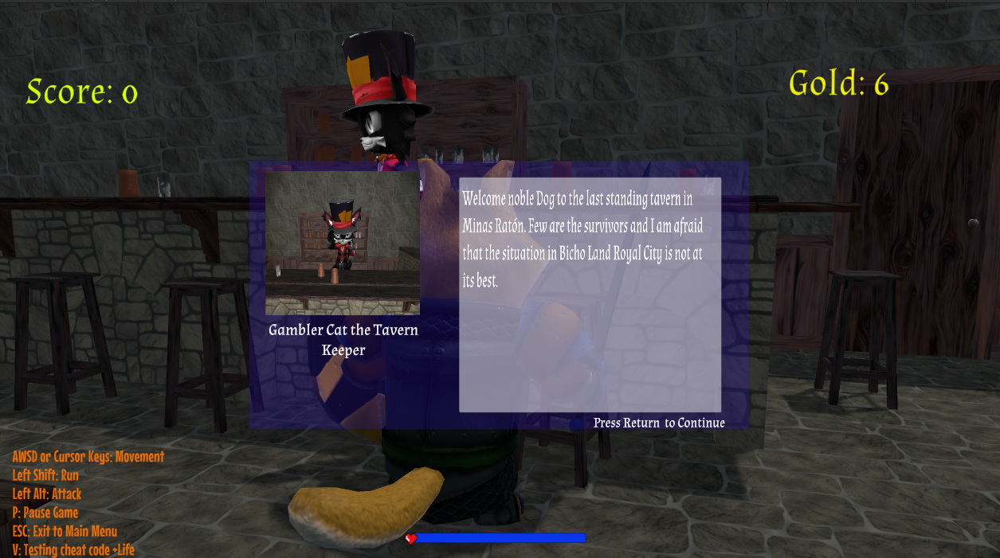 Score: 0
Gold: 6
Welcome noble Dog to the last standing tavern in
Minas Ratón. Few are the survivors and I am afraid
that the situation in Bicho Land Royal City is not at
its best.
Gambler Cat the Tavern
Keeper
Press Return to Continue
AWSD or Cursor Keys: Movement
Left Shift: Run
Left Alt: Attack
P: Pause Game
ESC: Exit to Main Menu
V: Testing cheat code +Life